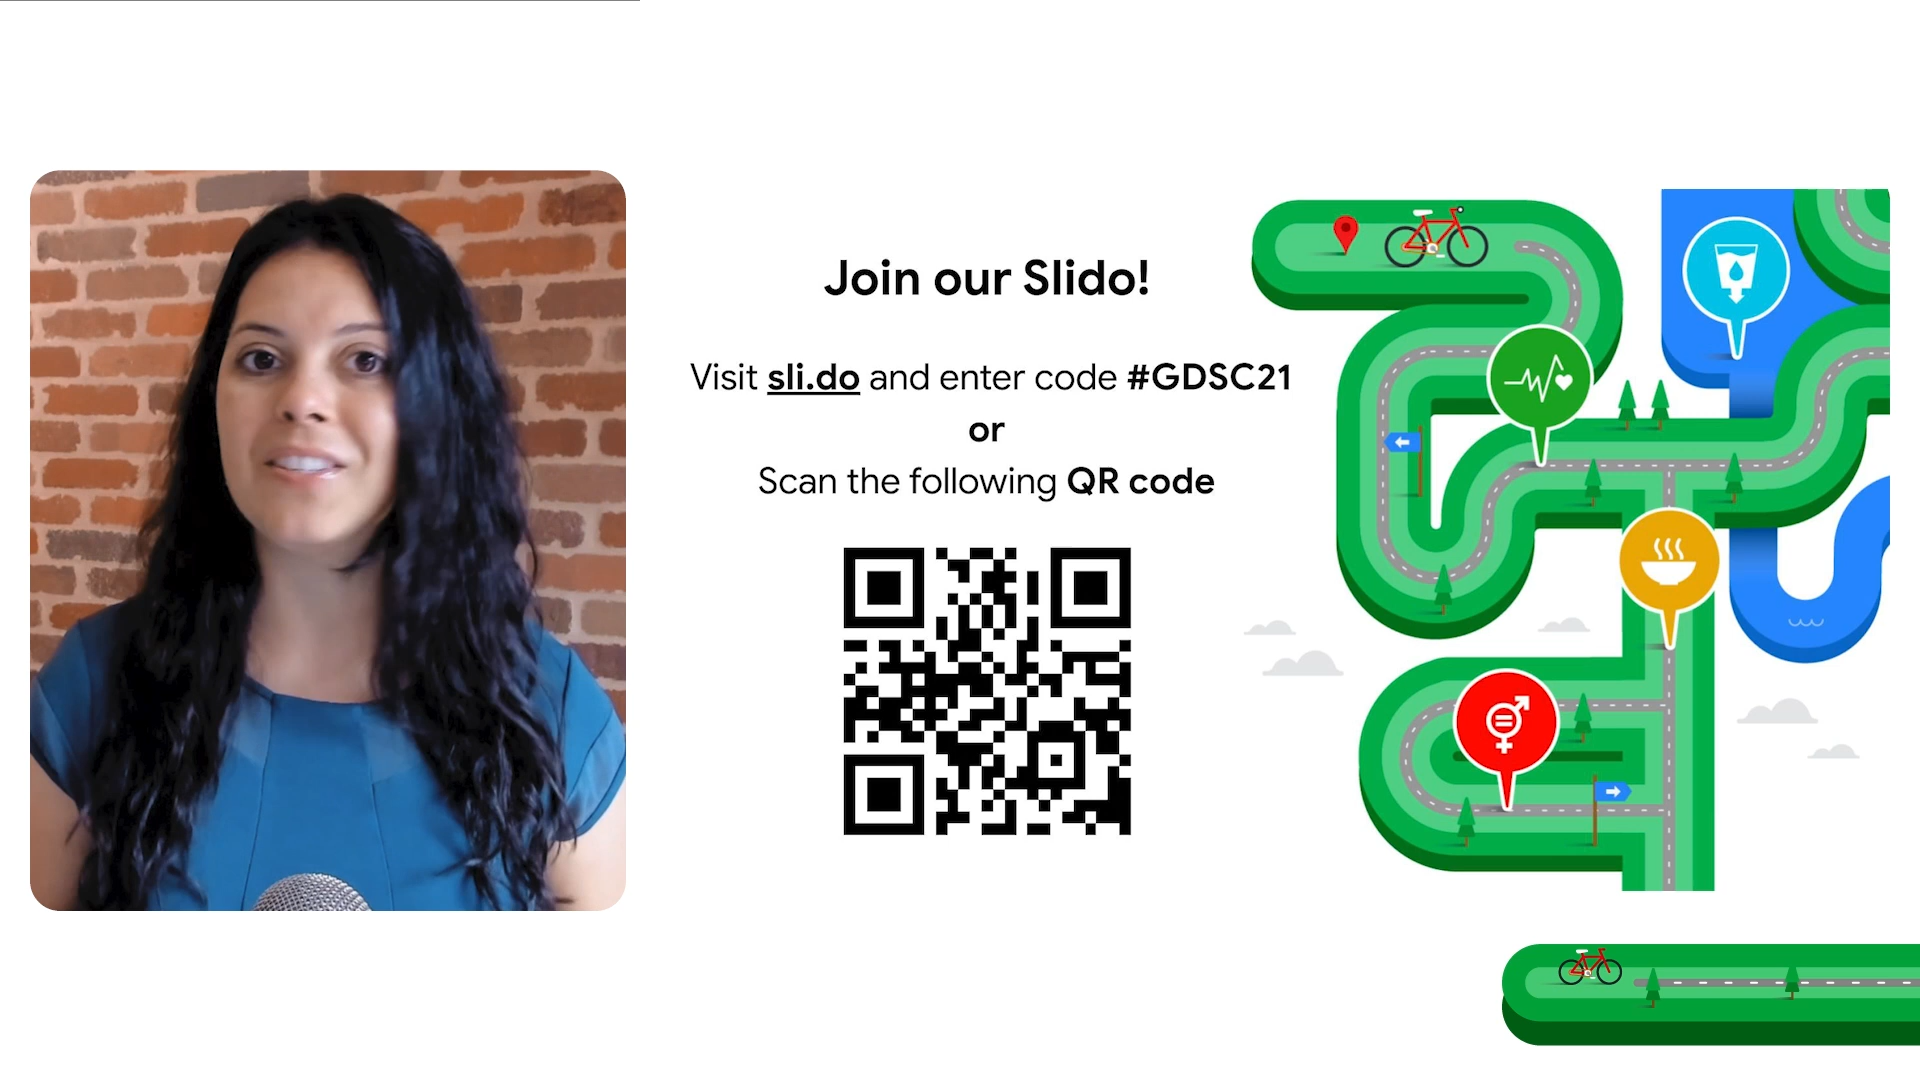 Join our Slido!
Visit sli.do and enter code #GDSC21
or
Scan the following QR code